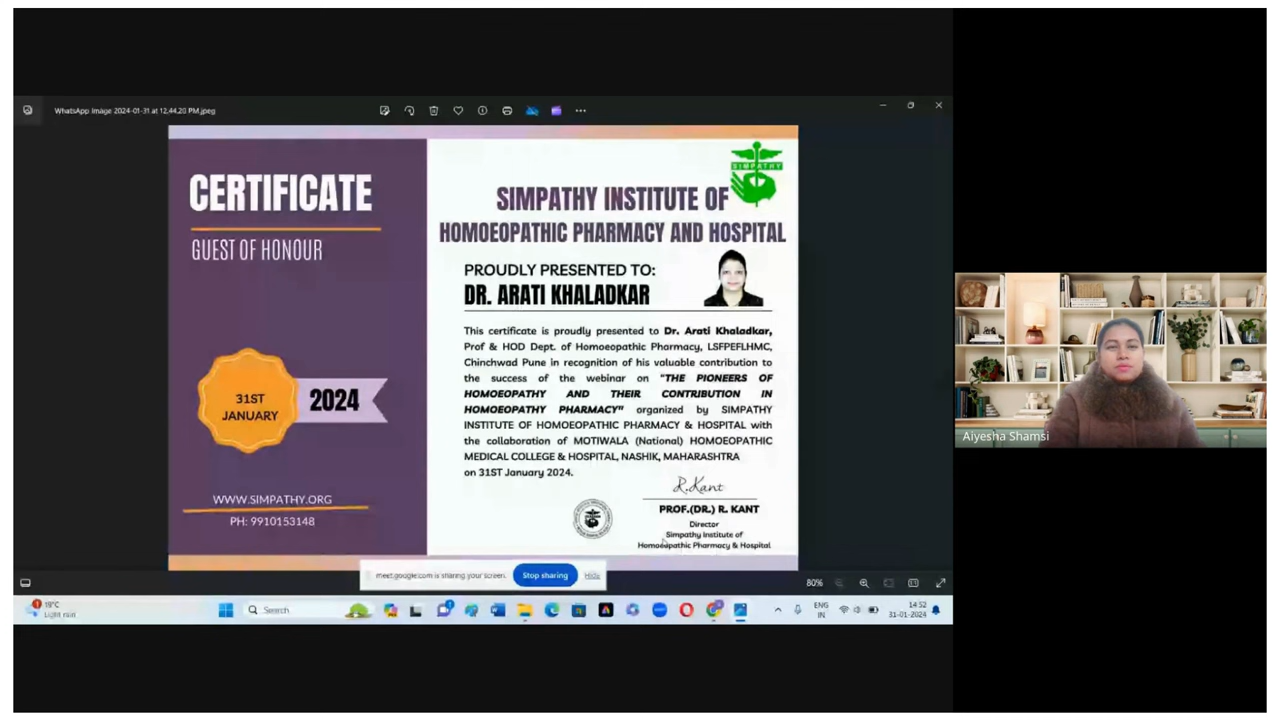 WhatsApp Image 2024-01-31 at 12.44.20 PM.jpeg
CERTIFICATE
GUEST OF HONOUR
31ST
JANUARY
2024
WWW.SIMPATHY.ORG
PH: 9910153148
SIMPATHY
SIMPATHY INSTITUTE OF
HOMOEOPATHIC PHARMACY AND HOSPITAL
PROUDLY PRESENTED TO:
DR. ARATI KHALADKAR
This certificate is proudly presented to Dr. Arati Khaladkar,
Prof & HOD Dept. of Homoeopathic Pharmacy, LSFPEFLHMC,
Chinchwad Pune in recognition of his valuable contribution to
the success of the webinar on "THE PIONEERS OF
HOMOEOPATHY AND THEIR CONTRIBUTION IN
HOMOEOPATHY PHARMACY" organized by SIMPATHY
INSTITUTE OF HOMOEOPATHIC PHARMACY & HOSPITAL with
the collaboration of MOTIWALA (National) HOMOEOPATHIC
MEDICAL COLLEGE & HOSPITAL, NASHIK, MAHARASHTRA
on 31ST January 2024.
R.Kant
PROF.(DR.) R. KANT
Director
Simpathy Institute of
Homoeopathic Pharmacy & Hospital
meet.google.com is sharing your screen.
Stop sharing
Hide
80%
19°C
Light rain
Search
ENG
IN
14:52
31-01-2024
Aiyesha Shamsi